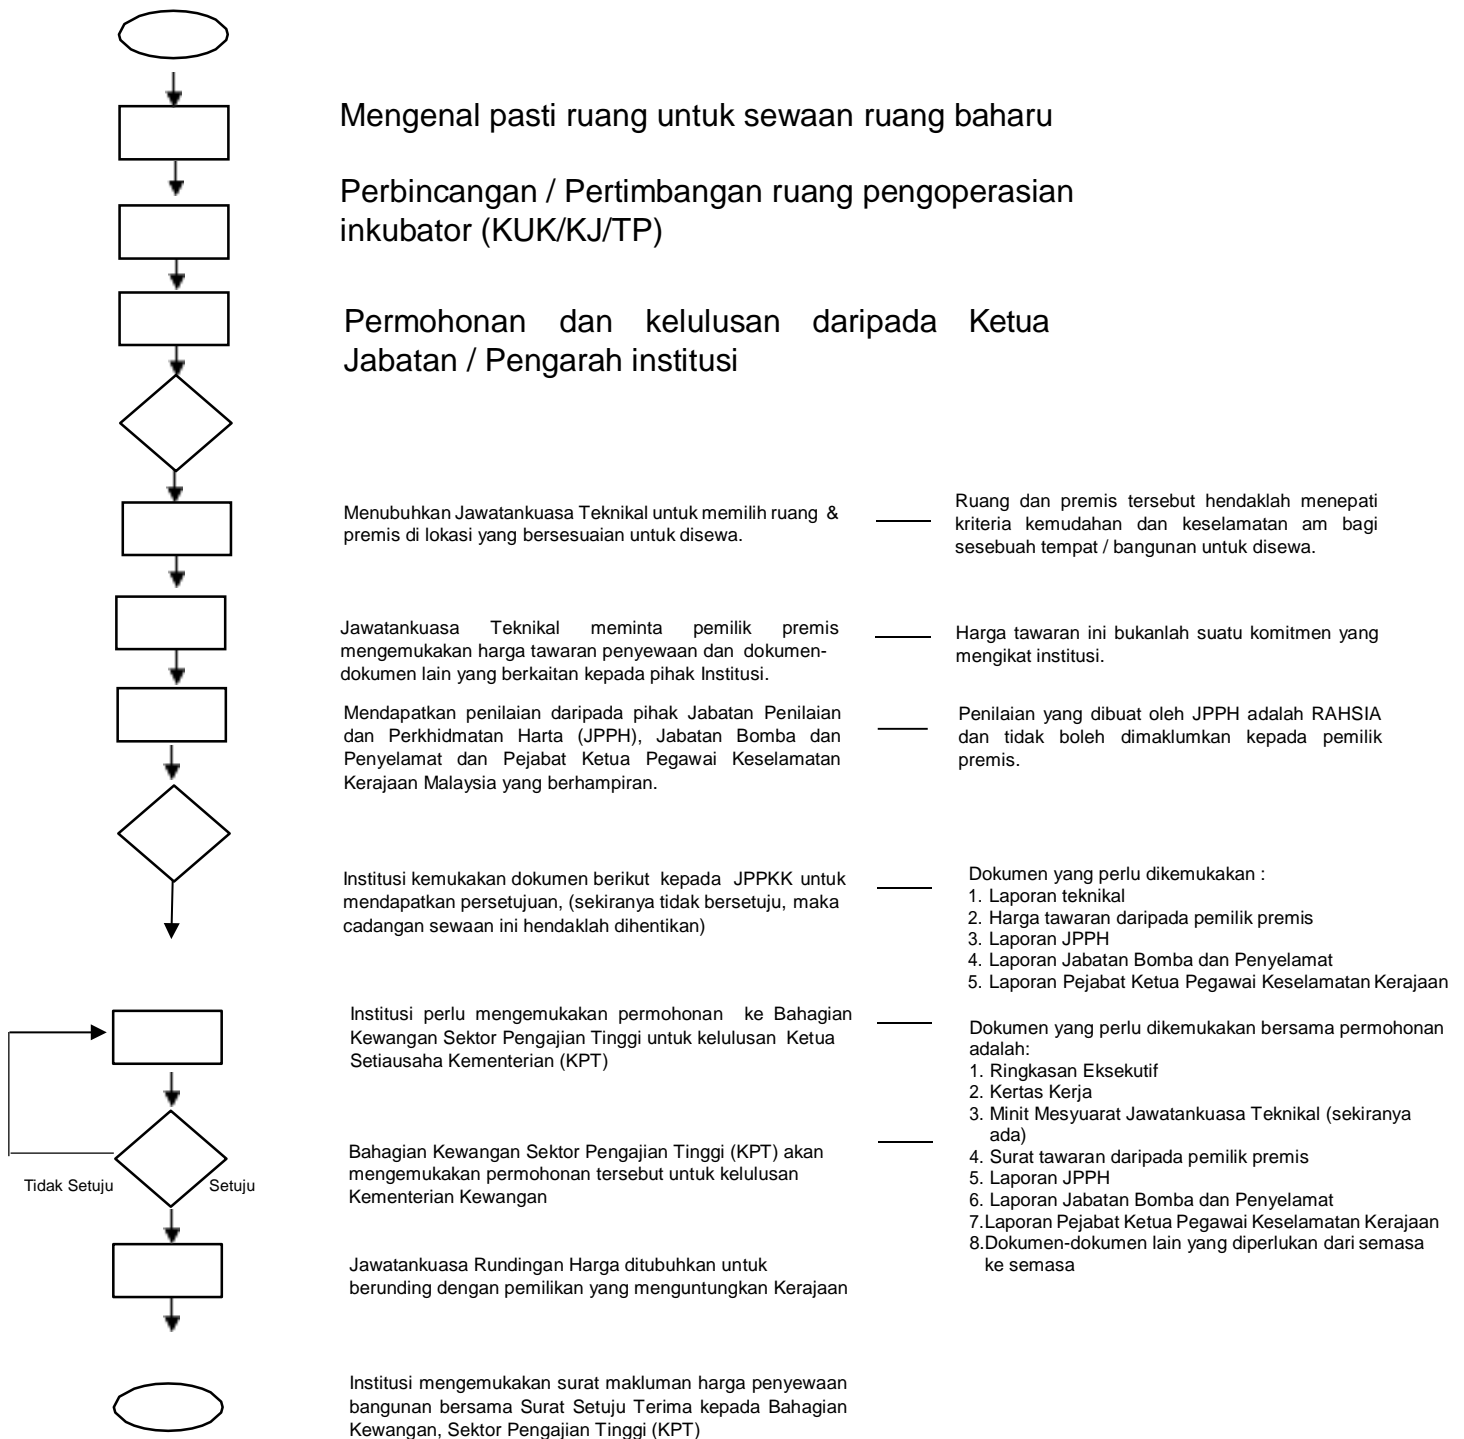 Mengenal pasti ruang untuk sewaan ruang baharu
Perbincangan / Pertimbangan ruang pengoperasian
inkubator (KUK/KJ/TP)
Permohonan dan kelulusan daripada Ketua
Jabatan / Pengarah institusi
Menubuhkan Jawatankuasa Teknikal untuk memilih ruang &
premis di lokasi yang bersesuaian untuk disewa.
Ruang dan premis tersebut hendaklah menepati
kriteria kemudahan dan keselamatan am bagi
sesebuah tempat / bangunan untuk disewa.
Jawatankuasa Teknikal meminta pemilik premis
mengemukakan harga tawaran penyewaan dan dokumen-
dokumen lain yang berkaitan kepada pihak Institusi.
Harga tawaran ini bukanlah suatu komitmen yang
mengikat institusi.
Mendapatkan penilaian daripada pihak Jabatan Penilaian
dan Perkhidmatan Harta (JPPH), Jabatan Bomba dan
Penyelamat dan Pejabat Ketua Pegawai Keselamatan
Kerajaan Malaysia yang berhampiran.
Penilaian yang dibuat oleh JPPH adalah RAHSIA
dan tidak boleh dimaklumkan kepada pemilik
premis.
Institusi kemukakan dokumen berikut kepada JPPKK untuk
mendapatkan persetujuan, (sekiranya tidak bersetuju, maka
cadangan sewaan ini hendaklah dihentikan)
Dokumen yang perlu dikemukakan :
1. Laporan teknikal
2. Harga tawaran daripada pemilik premis
3. Laporan JPPH
4. Laporan Jabatan Bomba dan Penyelamat
5. Laporan Pejabat Ketua Pegawai Keselamatan Kerajaan
Institusi perlu mengemukakan permohonan ke Bahagian
Kewangan Sektor Pengajian Tinggi untuk kelulusan Ketua
Setiausaha Kementerian (KPT)
Dokumen yang perlu dikemukakan bersama permohonan
adalah:
1. Ringkasan Eksekutif
2. Kertas Kerja
3. Minit Mesyuarat Jawatankuasa Teknikal (sekiranya
ada)
4. Surat tawaran daripada pemilik premis
5. Laporan JPPH
6. Laporan Jabatan Bomba dan Penyelamat
7.Laporan Pejabat Ketua Pegawai Keselamatan Kerajaan
8.Dokumen-dokumen lain yang diperlukan dari semasa
ke semasa
Bahagian Kewangan Sektor Pengajian Tinggi (KPT) akan
mengemukakan permohonan tersebut untuk kelulusan
Kementerian Kewangan
Tidak Setuju
Setuju
Jawatankuasa Rundingan Harga ditubuhkan untuk
berunding dengan pemilikan yang menguntungkan Kerajaan
Institusi mengemukakan surat makluman harga penyewaan
bangunan bersama Surat Setuju Terima kepada Bahagian
Kewangan, Sektor Pengajian Tinggi (KPT)